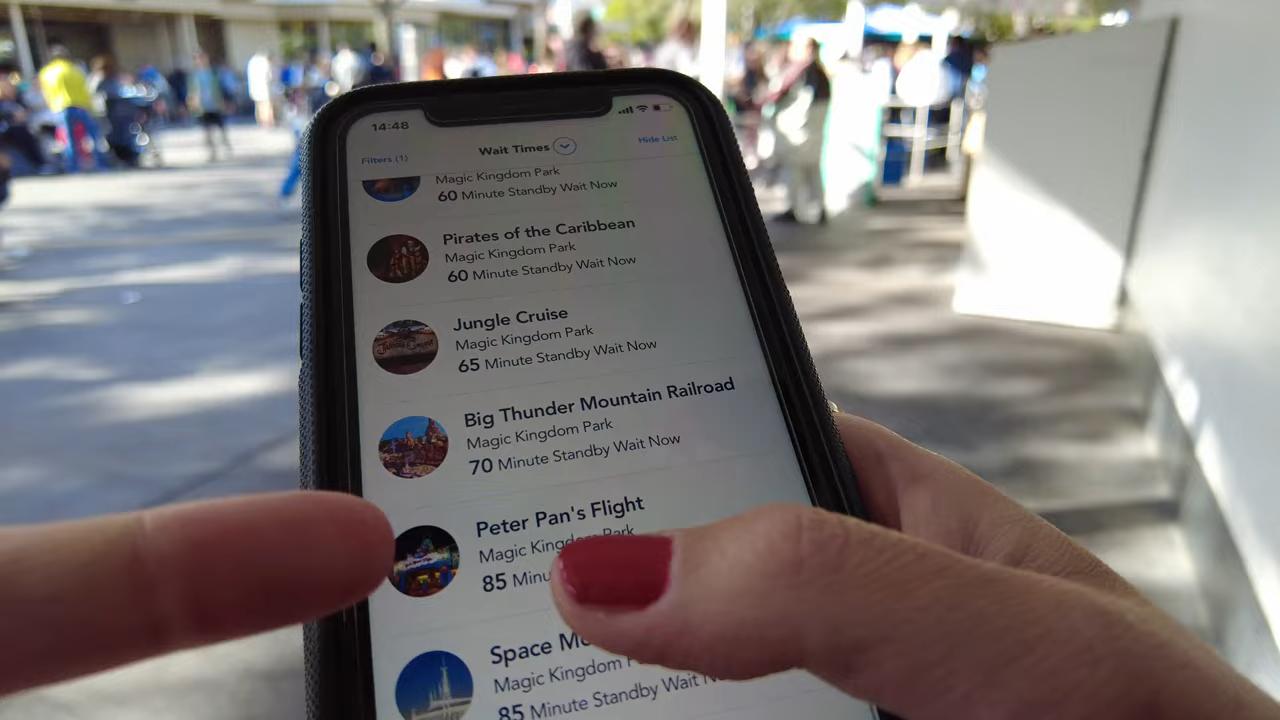 14:48
Filters (1)
Wait Times
Hide List
Magic Kingdom Park
60 Minute Standby Wait Now
Pirates of the Caribbean
Magic Kingdom Park
60 Minute Standby Wait Now
Jungle Cruise
Magic Kingdom Park
65 Minute Standby Wait Now
Big Thunder Mountain Railroad
Magic Kingdom Park
70 Minute Standby Wait Now
Peter Pan's Flight
Magic Kingdom Park
85 Minu
Space Mo
Magic Kingdom
85 Minute Standby Wait